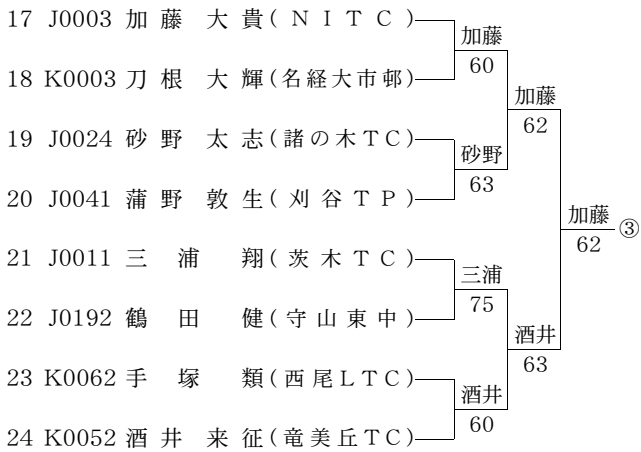 17 J0003 加藤 大貴(NITC)
加藤
60
18 K0003 刀根 大輝(名経大市邨)
加藤
62
19 J0024 砂野 太志(諸の木TC)
砂野
63
20 J0041 蒲野 敦生(刈谷TP)
加藤
62
③
21 J0011 三浦 翔(茨木TC)
三浦
75
22 J0192 鶴田 健(守山東中)
酒井
63
23 K0062 手塚 類(西尾LTC)
酒井
60
24 K0052 酒井 来征(竜美丘TC)